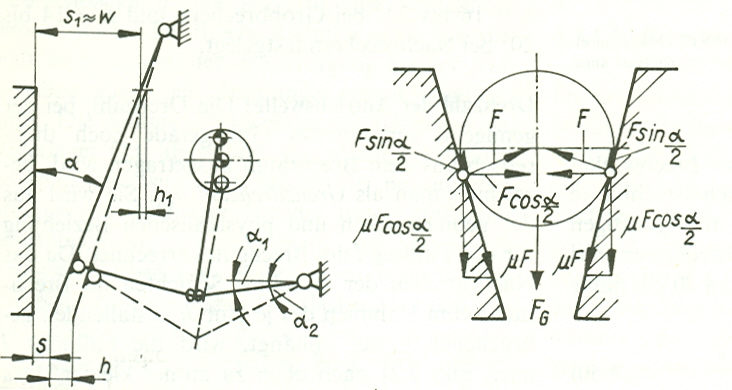 s₁≈w
α
h₁
α₁
α₂
s
h
F
F
F sin α/2
F sin α/2
F cos α/2
μF cos α/2
μF cos α/2
μF
μF
F_G